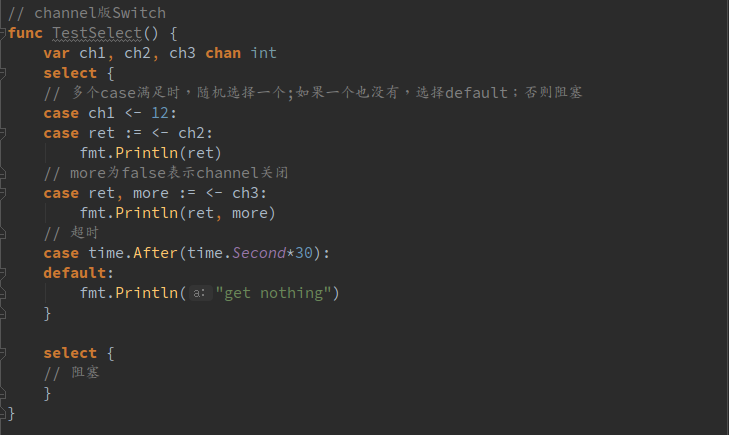 // channel版Switch
func TestSelect() {
    var ch1, ch2, ch3 chan int
    select {
    // 多个case满足时，随机选择一个;如果一个也没有，选择default；否则阻塞
    case ch1 <- 12:
    case ret := <- ch2:
        fmt.Println(ret)
    // more为false表示channel关闭
    case ret, more := <- ch3:
        fmt.Println(ret, more)
    // 超时
    case time.After(time.Second*30):
    default:
        fmt.Println( a: "get nothing")
    }

    select {
    // 阻塞
    }
}